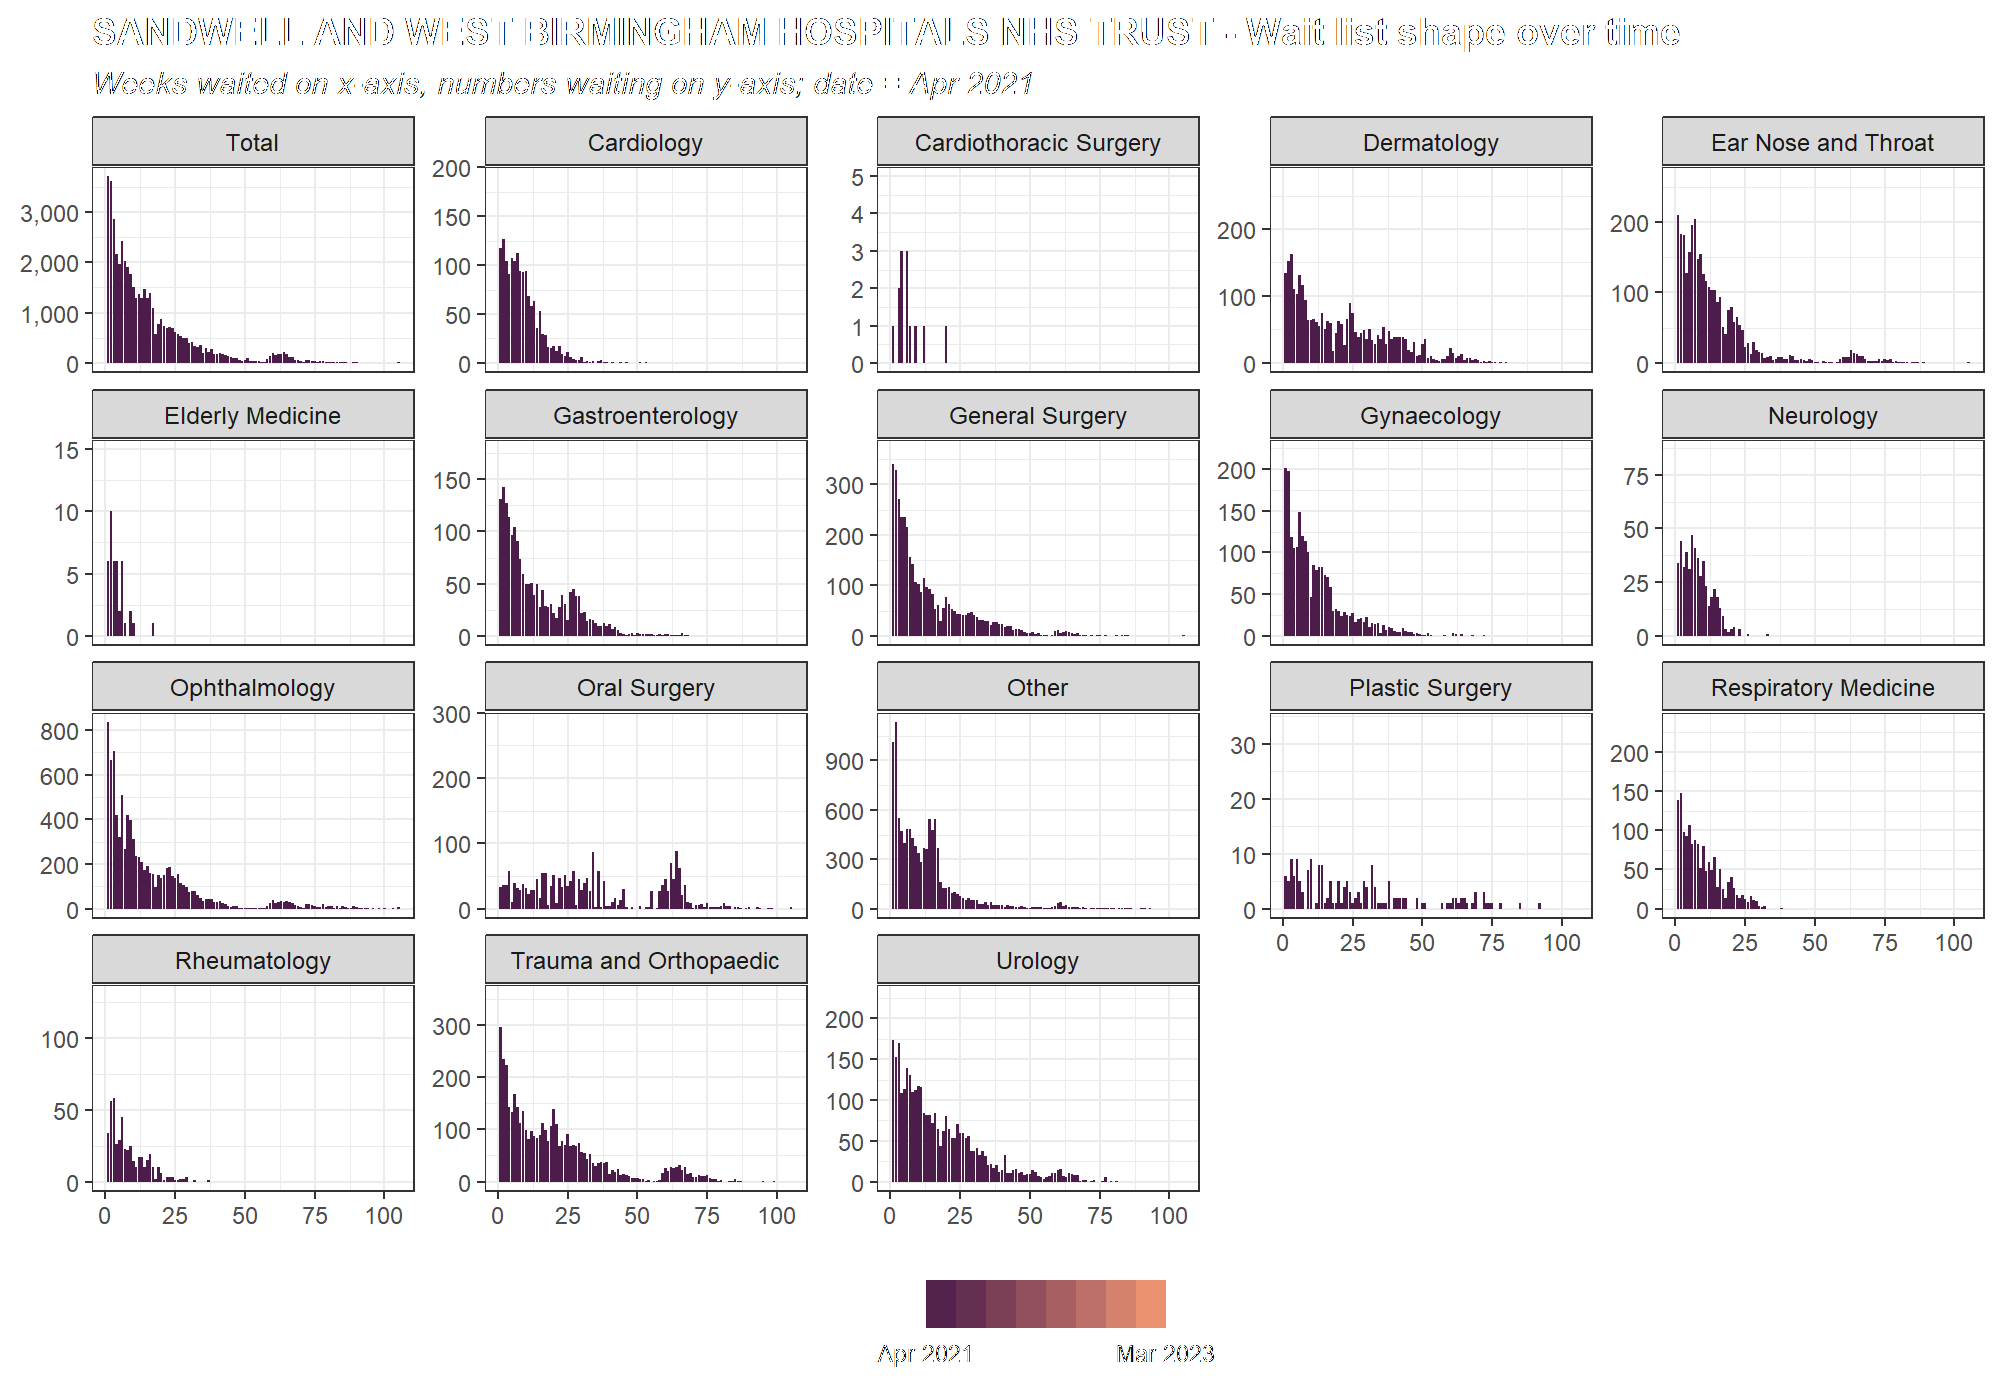 SANDWELL AND WEST BIRMINGHAM HOSPITALS NHS TRUST - Wait list shape over time
Weeks waited on x-axis, numbers waiting on y-axis; date = Apr 2021
Total
Cardiology
Cardiothoracic Surgery
Dermatology
Ear Nose and Throat
3,000
2,000
1,000
0
200
150
100
50
0
5
4
3
2
1
0
200
100
0
200
100
0
Elderly Medicine
Gastroenterology
General Surgery
Gynaecology
Neurology
15
10
5
0
150
100
50
0
300
200
100
0
200
150
100
50
0
75
50
25
0
Ophthalmology
Oral Surgery
Other
Plastic Surgery
Respiratory Medicine
800
600
400
200
0
300
200
100
0
900
600
300
0
30
20
10
0
200
150
100
50
0
0 25 50 75 100
0 25 50 75 100
Rheumatology
Trauma and Orthopaedic
Urology
100
50
0
300
200
100
0
200
150
100
50
0
0 25 50 75 100
0 25 50 75 100
0 25 50 75 100
Apr 2021
Mar 2023